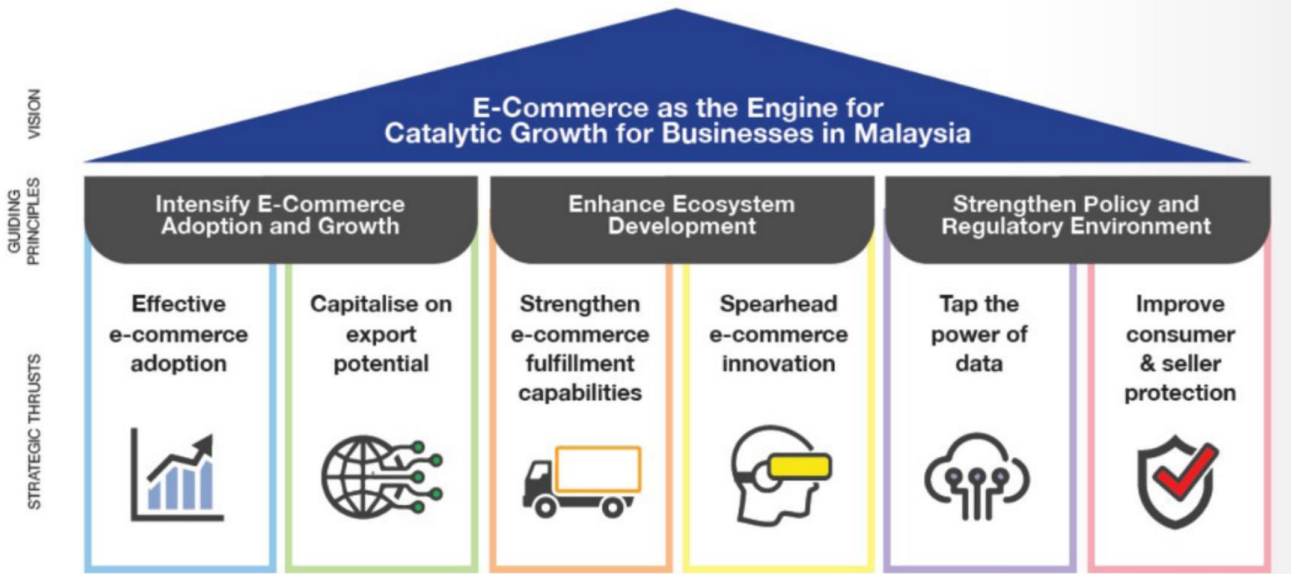 VISION
E-Commerce as the Engine for
Catalytic Growth for Businesses in Malaysia
GUIDING
PRINCIPLES
Intensify E-Commerce
Adoption and Growth
Enhance Ecosystem
Development
Strengthen Policy and
Regulatory Environment
STRATEGIC THRUSTS
Effective
e-commerce
adoption
Capitalise on
export
potential
Strengthen
e-commerce
fulfillment
capabilities
Spearhead
e-commerce
innovation
Tap the
power of
data
Improve
consumer
& seller
protection